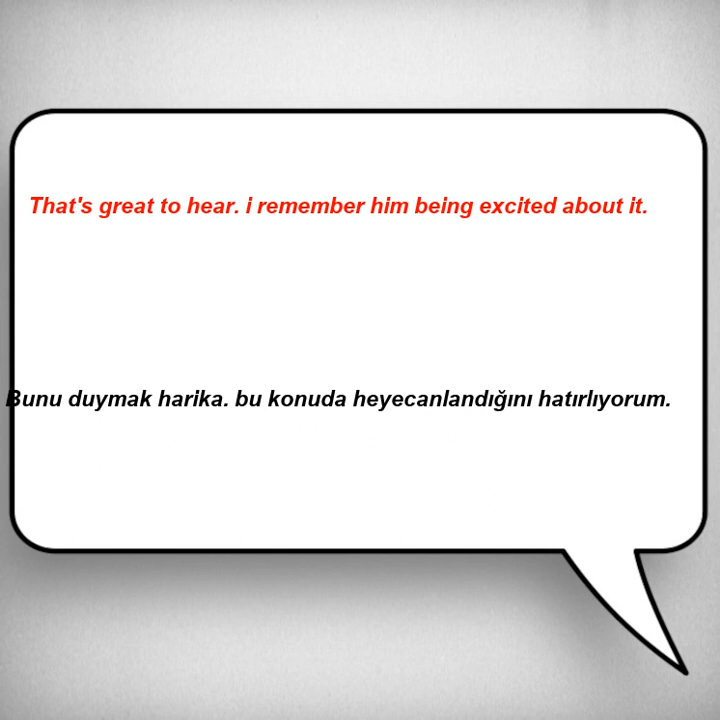 That's great to hear. i remember him being excited about it.
Bunu duymak harika. bu konuda heyecanlandığını hatırlıyorum.